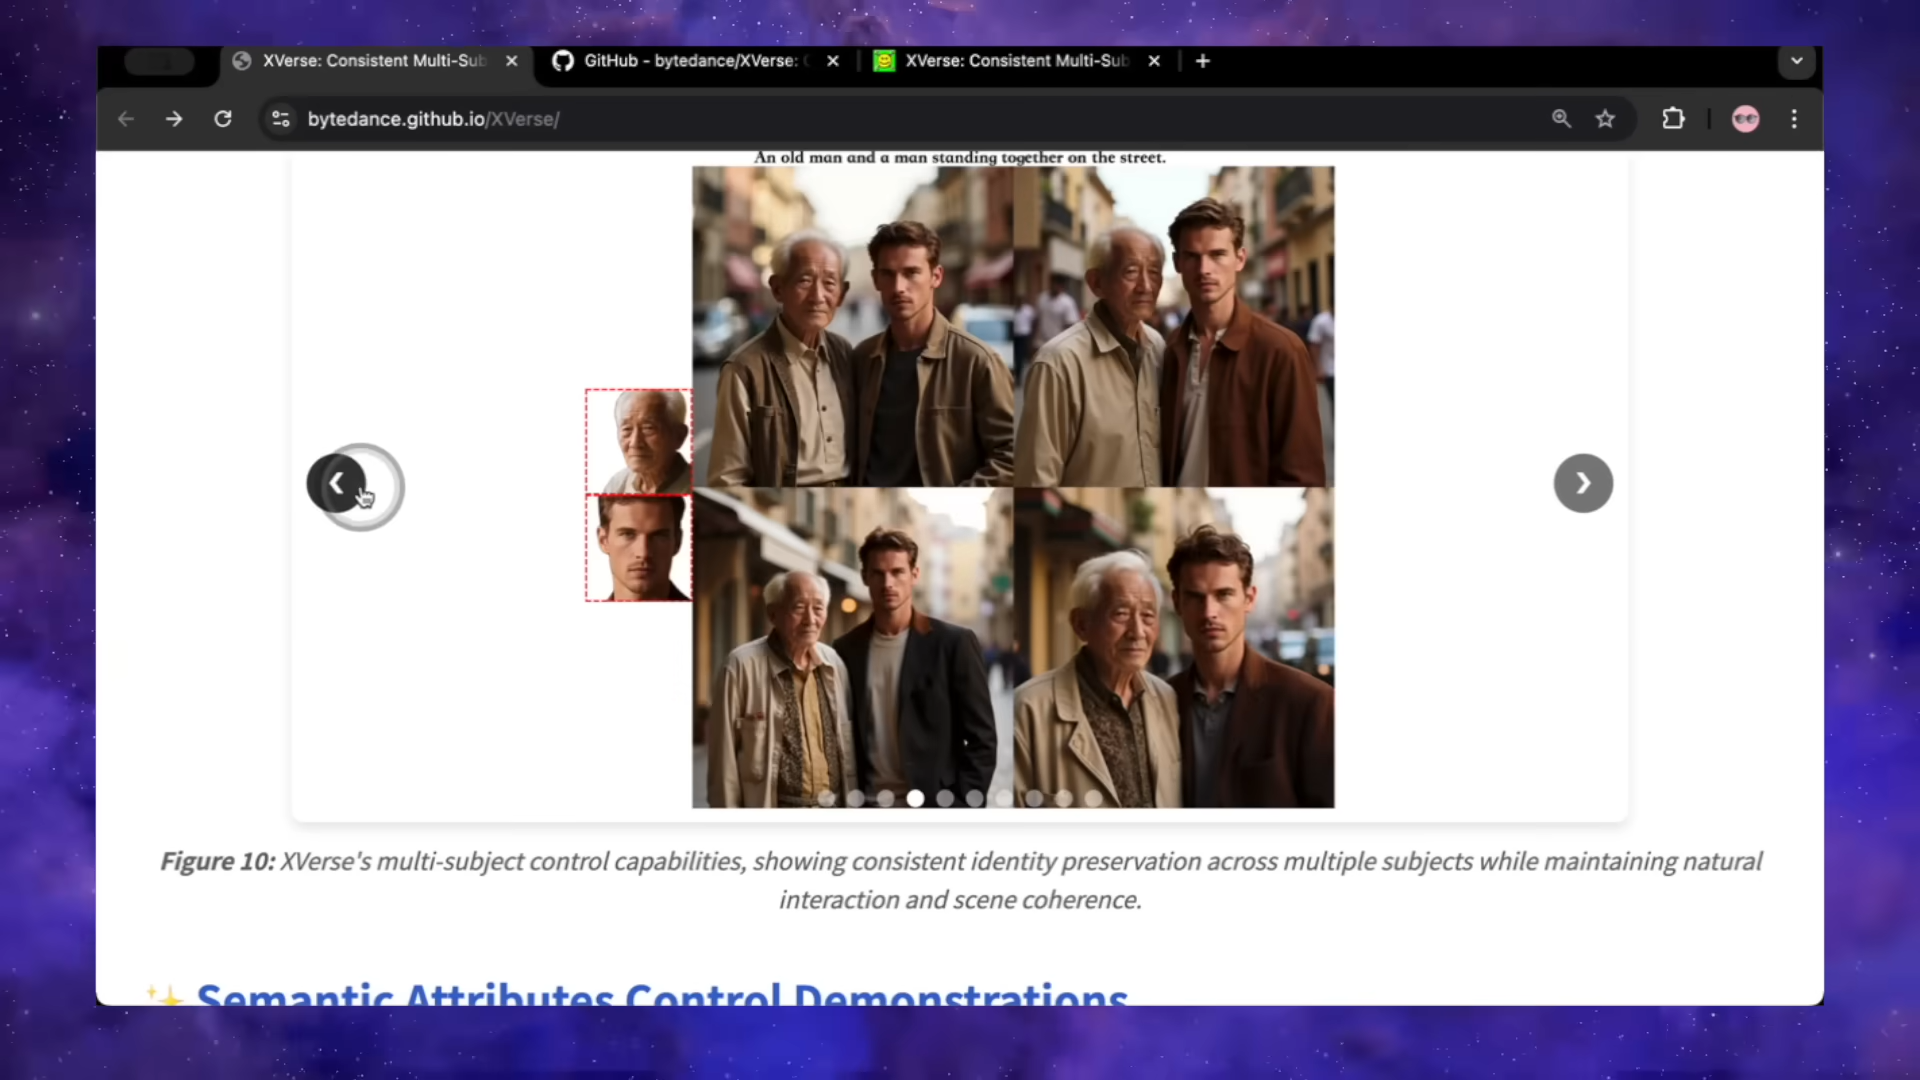 XVerse: Consistent Multi-Sub
GitHub - bytedance/XVerse:
XVerse: Consistent Multi-Sub
bytedance.github.io/XVerse/
An old man and a man standing together on the street.
Figure 10: XVerse's multi-subject control capabilities, showing consistent identity preservation across multiple subjects while maintaining natural
interaction and scene coherence.
Semantic Attributes Control Demonstrations